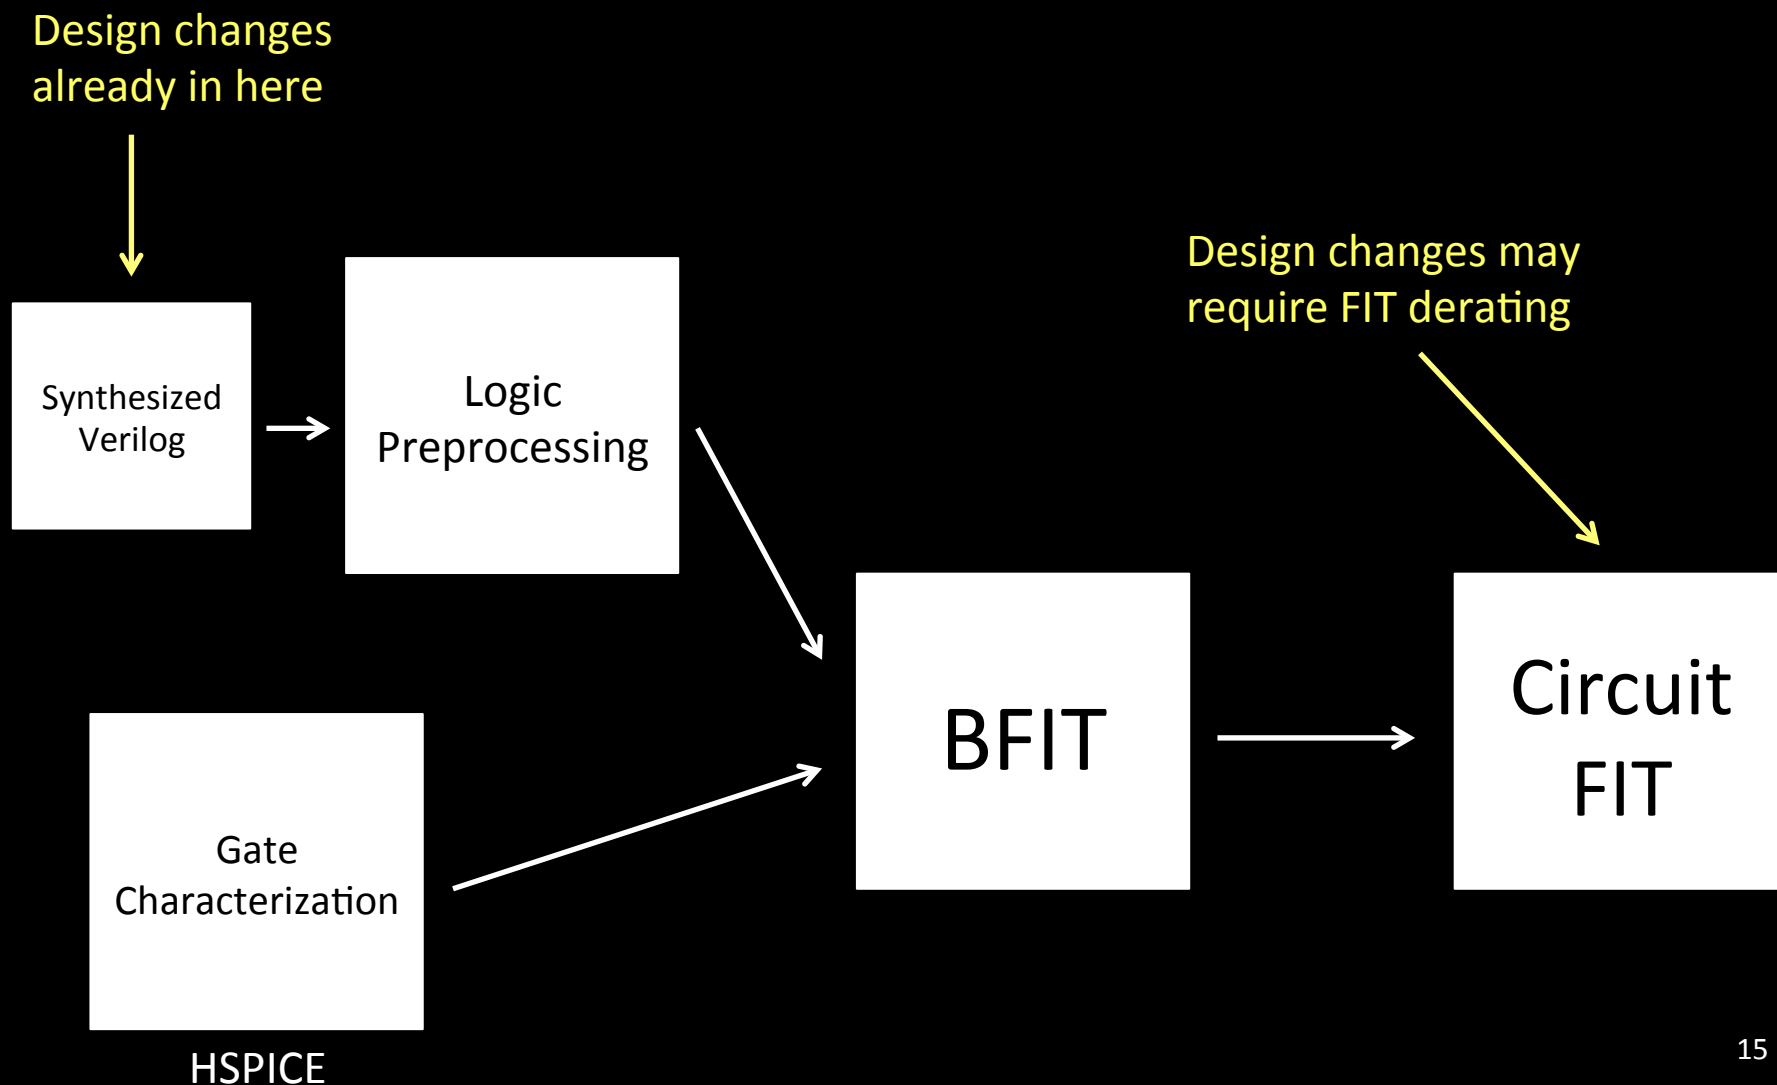 Design changes
already in here
Design changes may
require FIT derating
Synthesized
Verilog
Logic
Preprocessing
BFIT
Circuit
FIT
Gate
Characterization
HSPICE
15